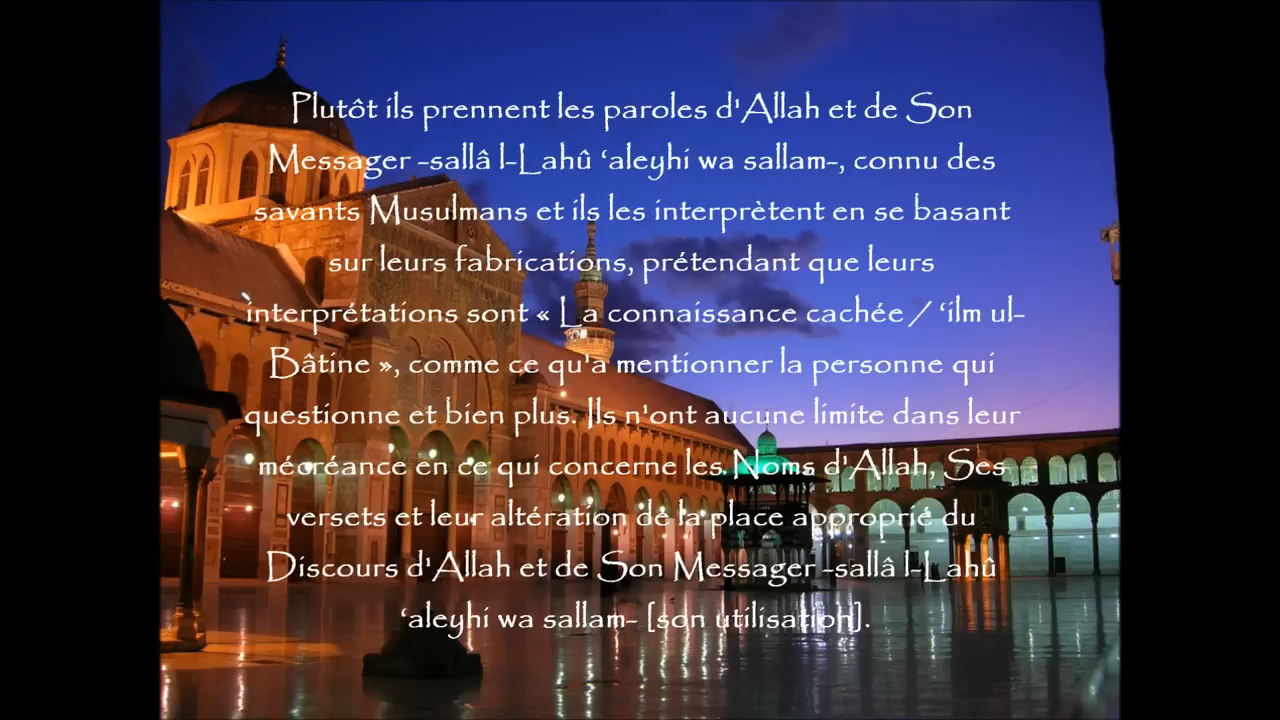 Plutôt ils prennent les paroles d'Allah et de Son
Messager -sallâ l-Lahû ‘aleyhi wa sallam-, connu des
savants Musulmans et ils les interprètent en se basant
sur leurs fabrications, prétendant que leurs
interprétations sont « La connaissance cachée / ‘ilm ul-
Bâtine », comme ce qu'a mentionner la personne qui
questionne et bien plus. Ils n'ont aucune limite dans leur
mécréance en ce qui concerne les Noms d'Allah, Ses
versets et leur altération de la place approprié du
Discours d'Allah et de Son Messager -sallâ l-Lahû
‘aleyhi wa sallam- [son utilisation].